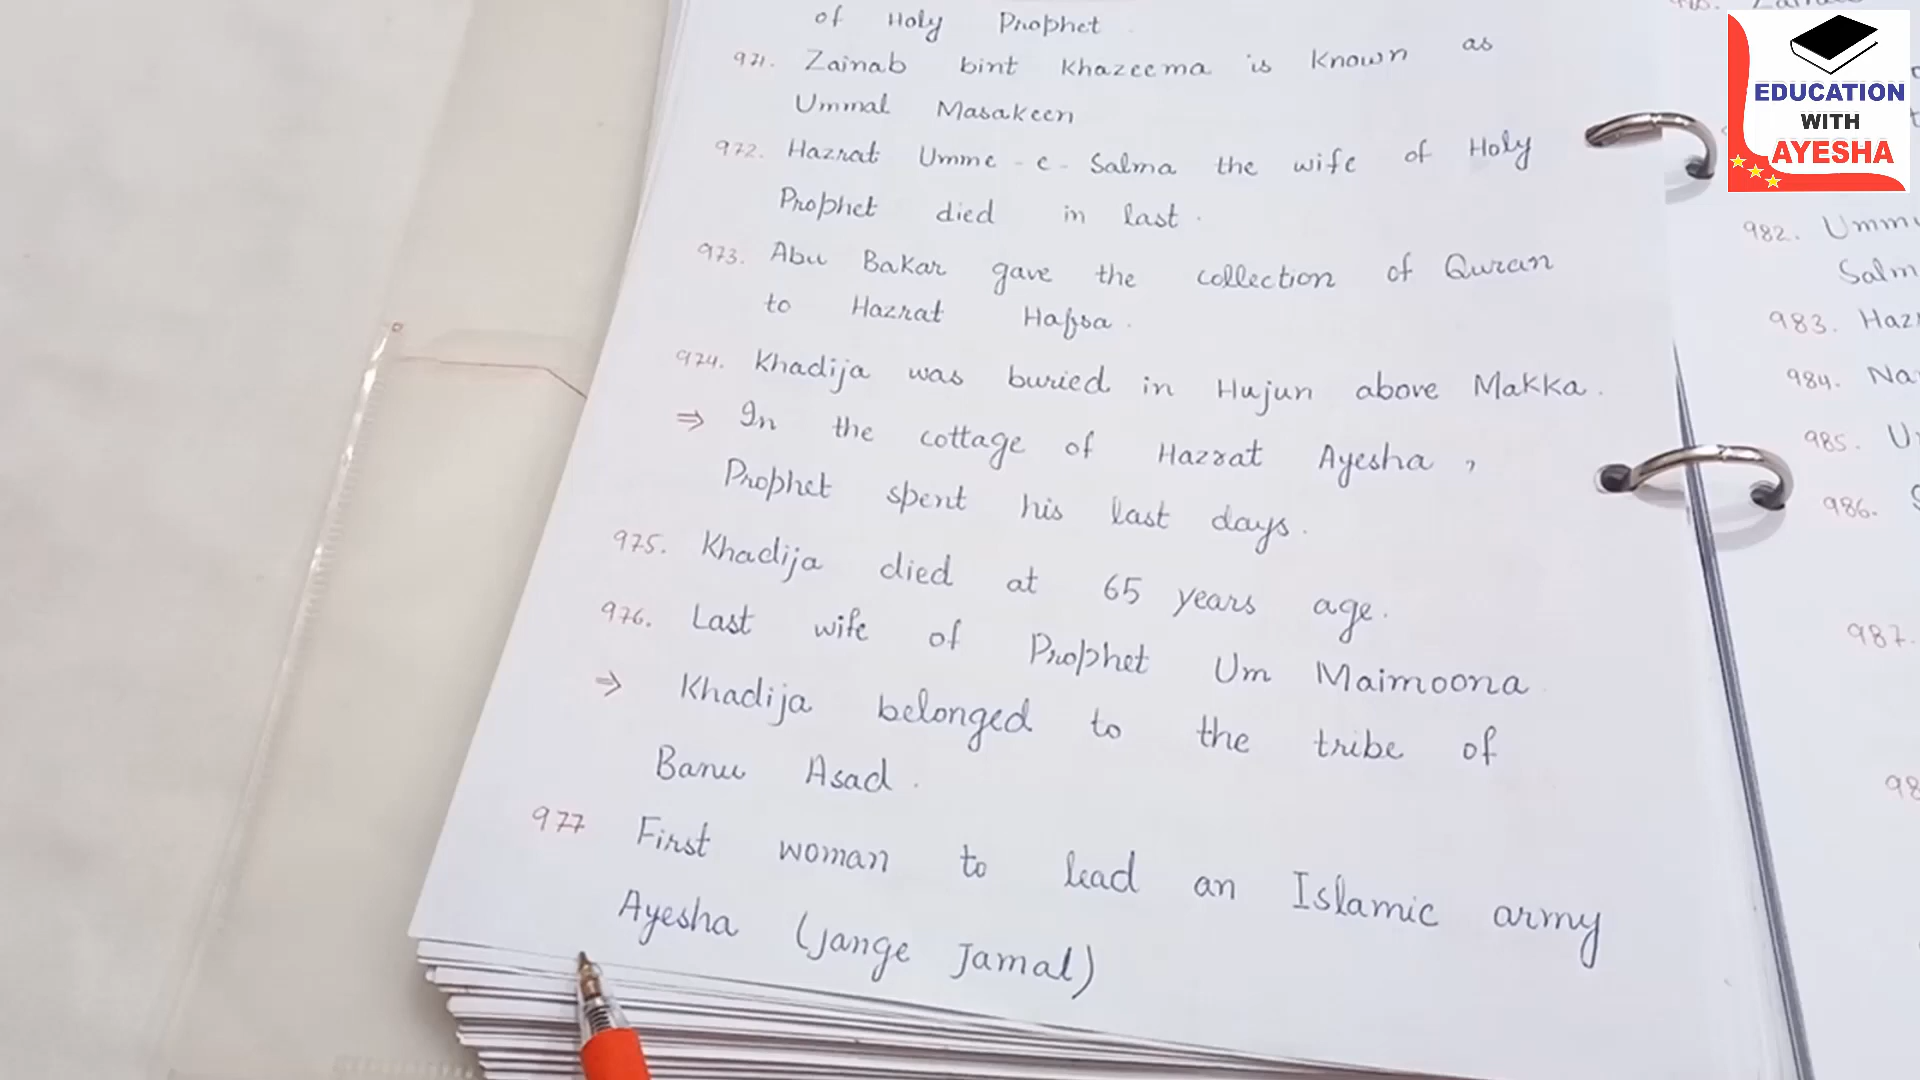 of Holy Prophet
971. Zainab bint Khazeema is known as
Ummal Masakeen
972. Hazrat Umme-e-Salma the wife of Holy
Prophet died in last.
973. Abu Bakar gave the collection of Quran
to Hazrat Hafsa.
974. Khadija was buried in Hujun above Makka.
⇒ In the cottage of Hazrat Ayesha,
Prophet spent his last days.
975. Khadija died at 65 years age.
976. Last wife of Prophet Um Maimoona
⇒ Khadija belonged to the tribe of
Banu Asad.
977 First woman to lead an Islamic army
Ayesha (jange Jamal)
982.
983.
984.
985.
986.
987.
EDUCATION
WITH
AYESHA